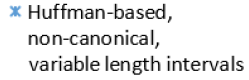 Huffman-based,
non-canonical,
variable length intervals